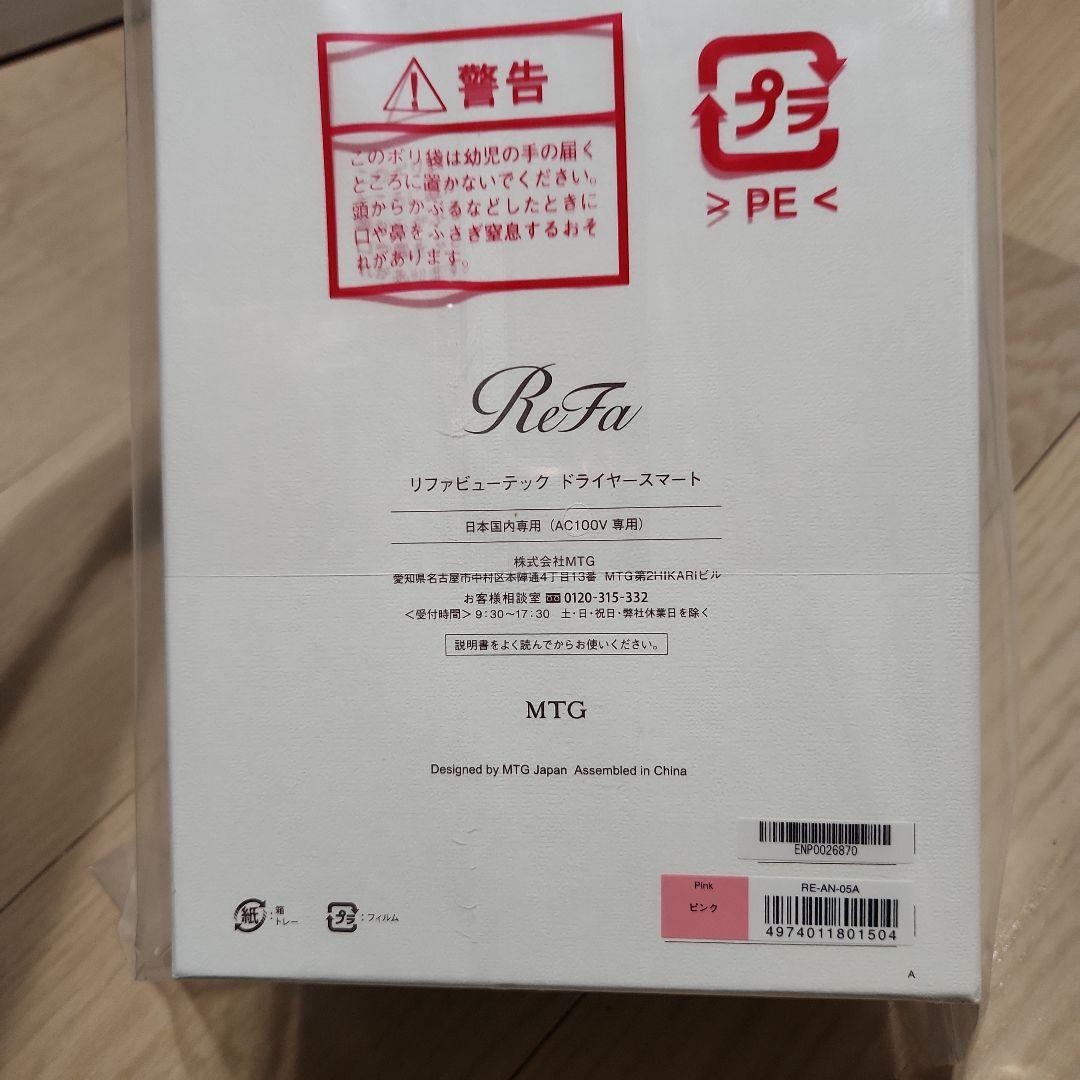 警告
このポリ袋は幼児の手の届く
ところに置かないでください。
頭からかぶるなどしたときに
口や鼻をふさぎ窒息するおそ
れがあります。
プラ
> PE <
ReFa
リファビューテック ドライヤースマート
日本国内専用（AC100V 専用）
株式会社MTG
愛知県名古屋市中村区本陣通4丁目13番 MTG第2HIKARIビル
お客様相談室 0120-315-332
＜受付時間＞9:30〜17:30 土・日・祝日・弊社休業日を除く
説明書をよく読んでからお使いください。
MTG
Designed by MTG Japan Assembled in China
ENP0026870
Pink
ピンク
RE-AN-05A
4974011801504
紙：箱
トレー
プラ：フィルム
A